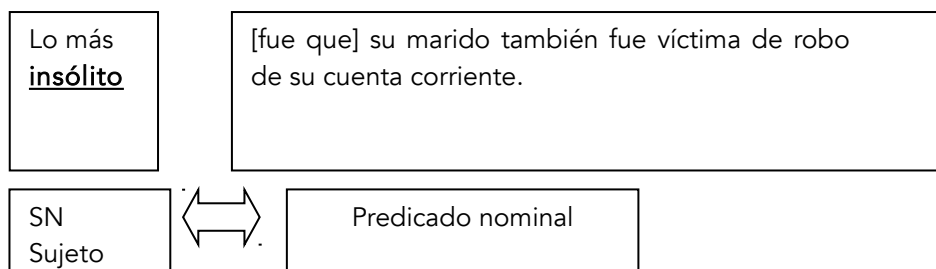 Lo más
insólito
[fue que] su marido también fue víctima de robo
de su cuenta corriente.
SN
Sujeto
Predicado nominal